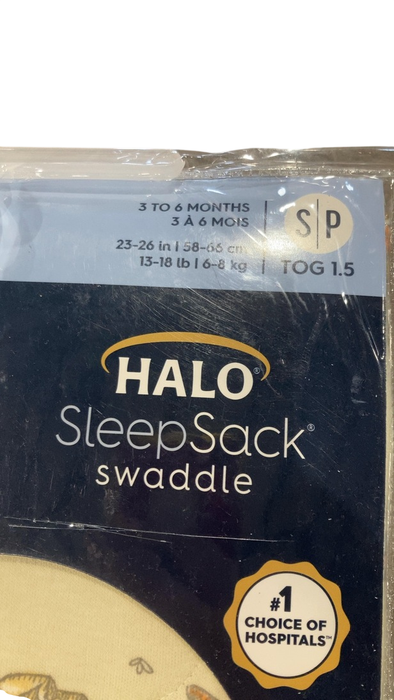 3 TO 6 MONTHS
3 À 6 MOIS
S|P
23-26 in | 58-66 cm
13-18 lb | 6-8 kg
TOG 1.5
HALO®
SleepSack®
swaddle
#1
CHOICE OF
HOSPITALS™